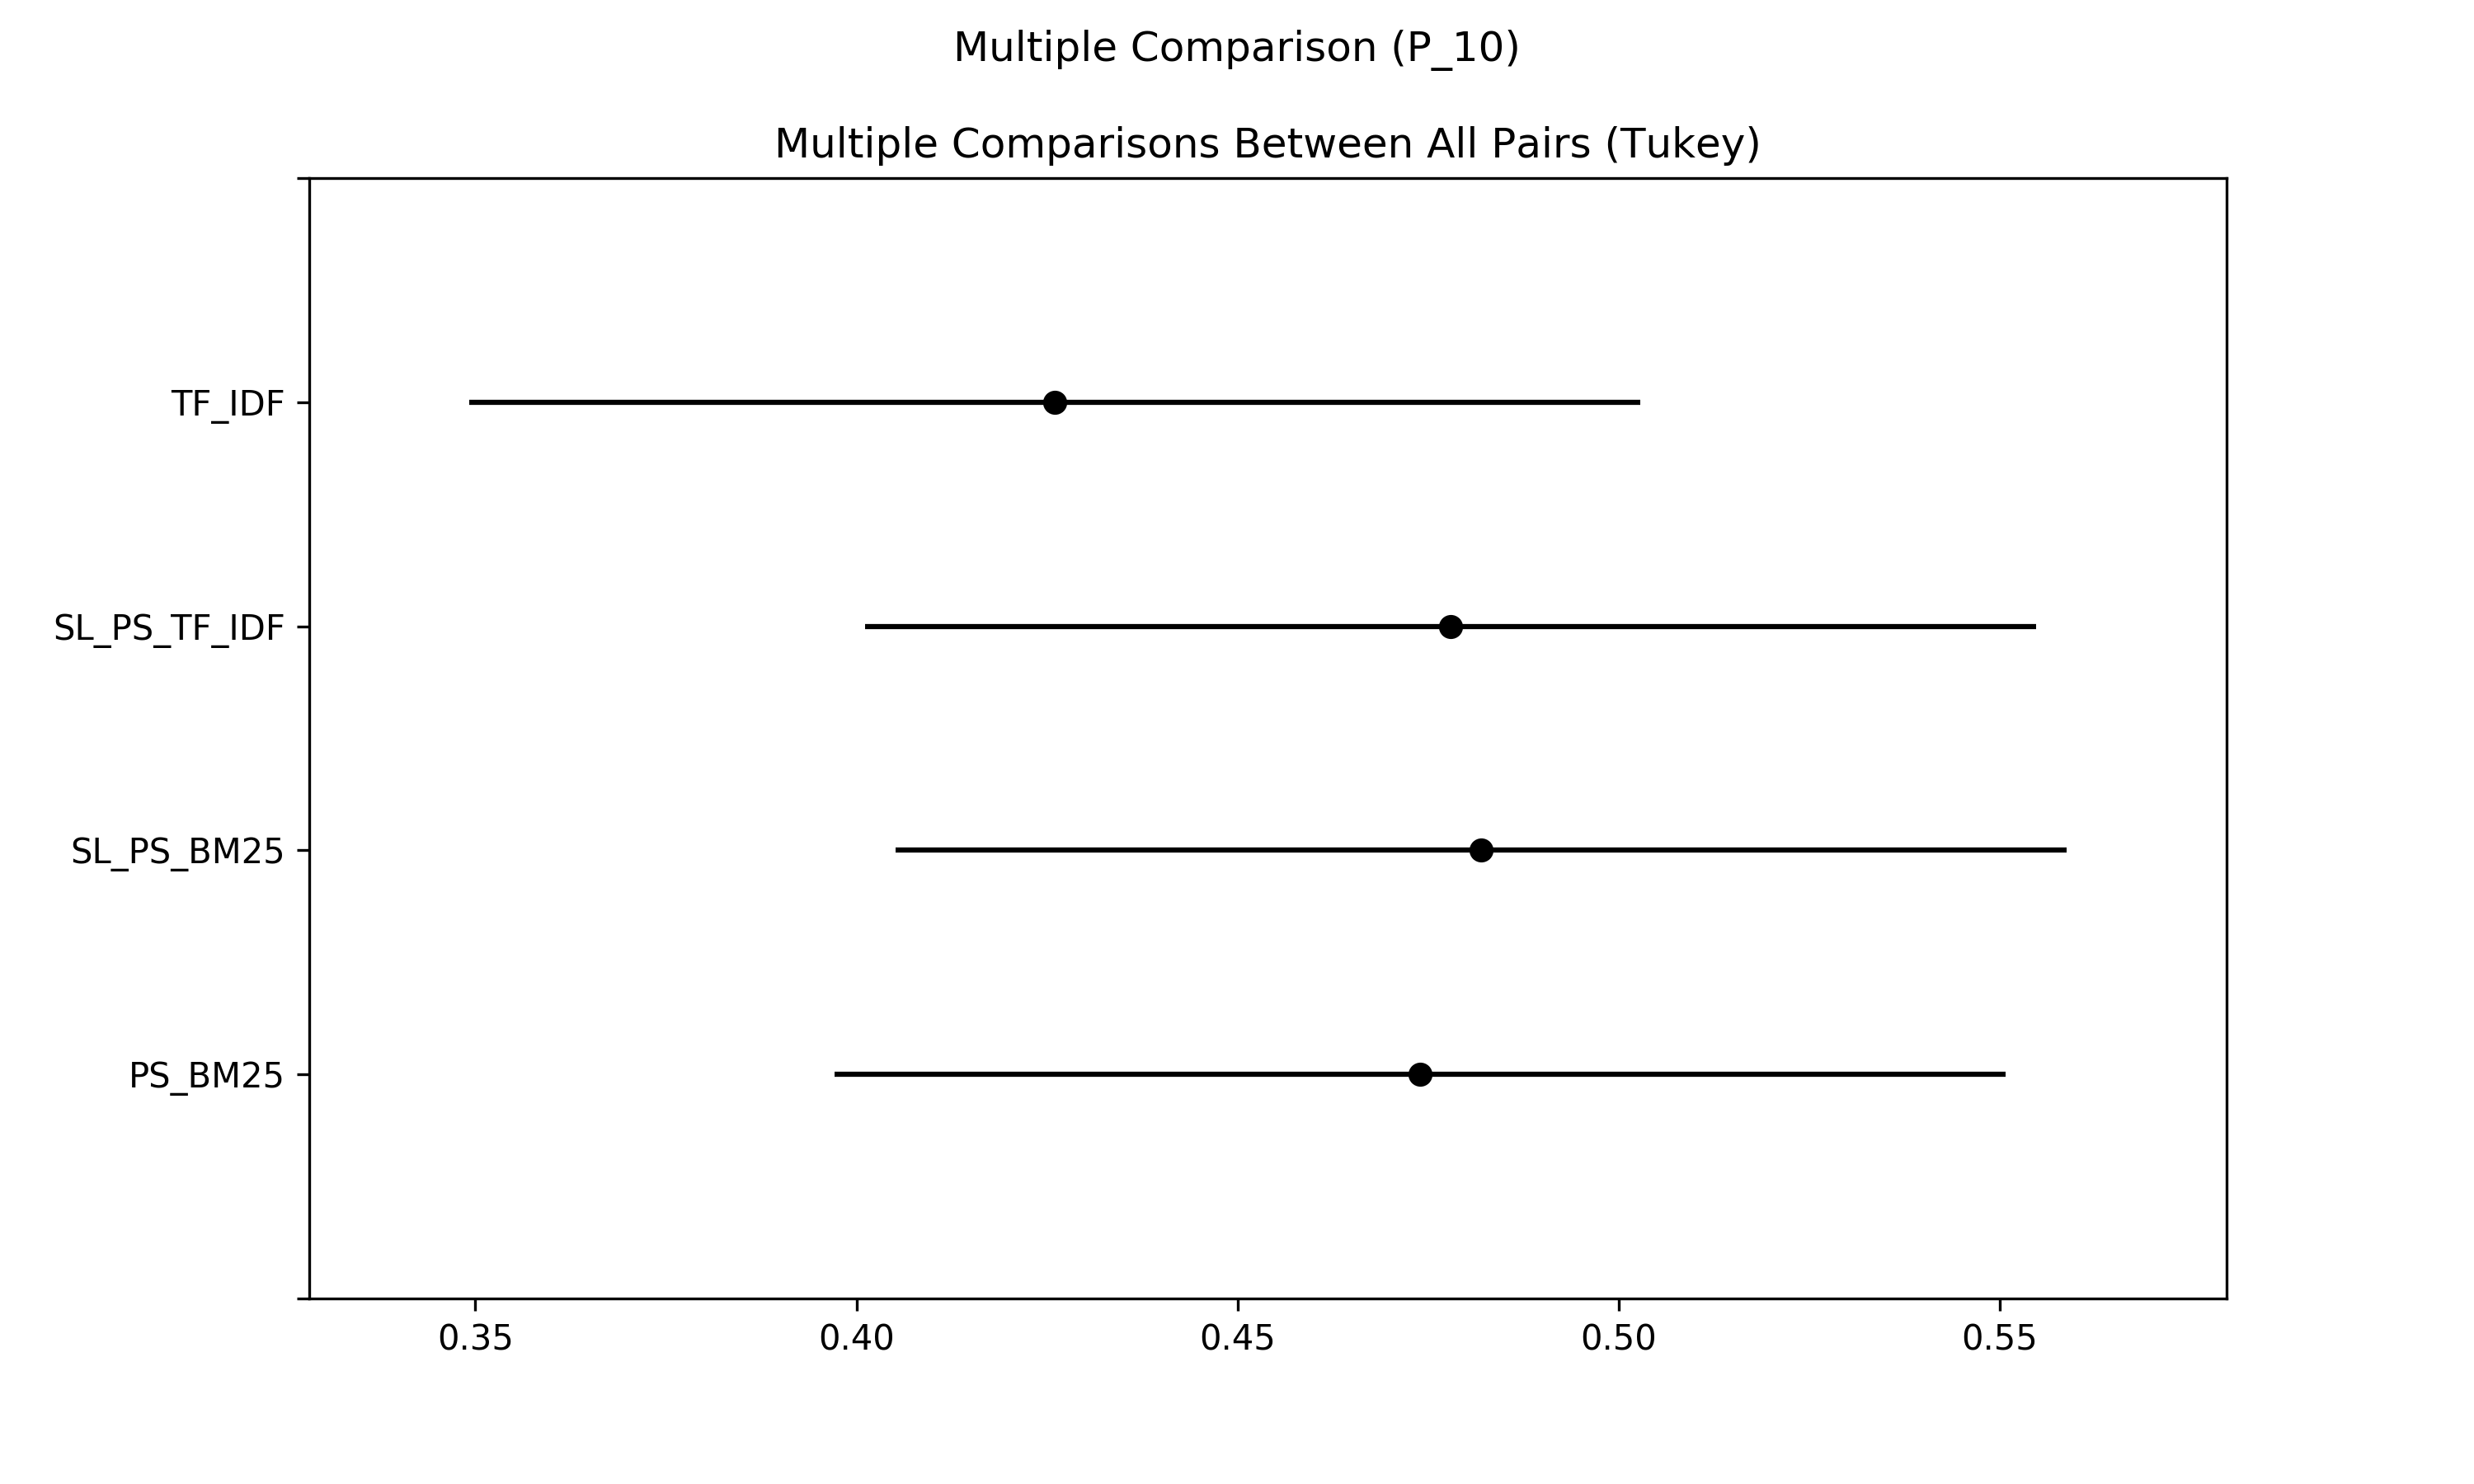 Multiple Comparison (P_10)
Multiple Comparisons Between All Pairs (Tukey)
TF_IDF
SL_PS_TF_IDF
SL_PS_BM25
PS_BM25
0.35 0.40 0.45 0.50 0.55